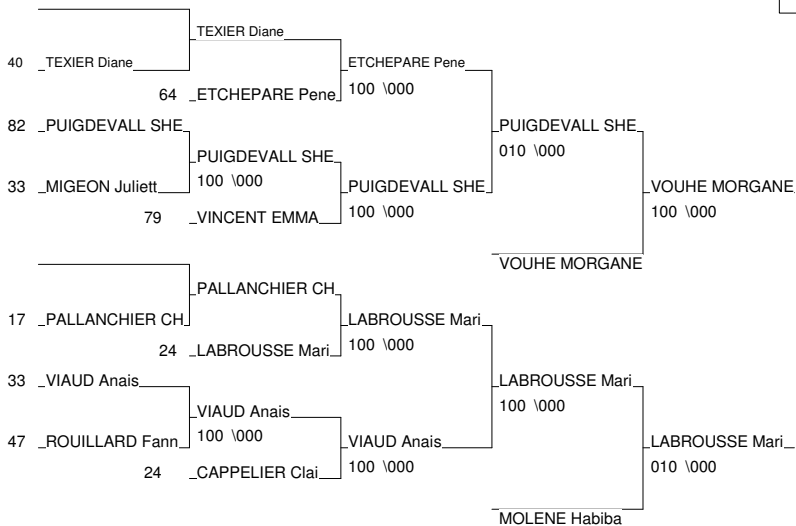 TEXIER Diane
40 TEXIER Diane
ETCHEPARE Pene
64 ETCHEPARE Pene
100 \000
82 PUIGDEVALL SHE
PUIGDEVALL SHE
010 \000
PUIGDEVALL SHE
100 \000
33 MIGEON Juliett
PUIGDEVALL SHE
100 \000
VOUHE MORGANE
100 \000
79 VINCENT EMMA
VOUHE MORGANE
PALLANCHIER CH
17 PALLANCHIER CH
LABROUSSE Mari
100 \000
24 LABROUSSE Mari
33 VIAUD Anais
LABROUSSE Mari
100 \000
VIAUD Anais
100 \000
47 ROUILLARD Fann
VIAUD Anais
100 \000
LABROUSSE Mari
010 \000
24 CAPPELIER Clai
MOLENE Habiba